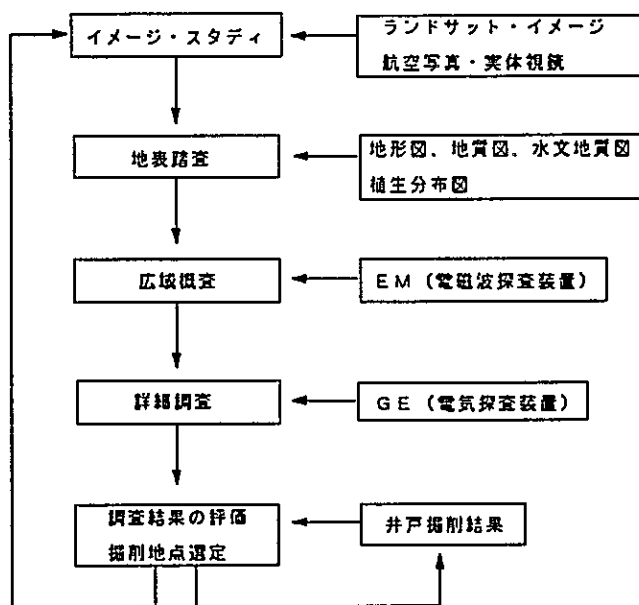 イメージ・スタディ
ランドサット・イメージ
航空写真・実体視鏡
地表踏査
地形図、地質図、水文地質図
植生分布図
広域概査
EM(電磁波探査装置)
詳細調査
GE(電気探査装置)
調査結果の評価
掘削地点選定
井戸掘削結果